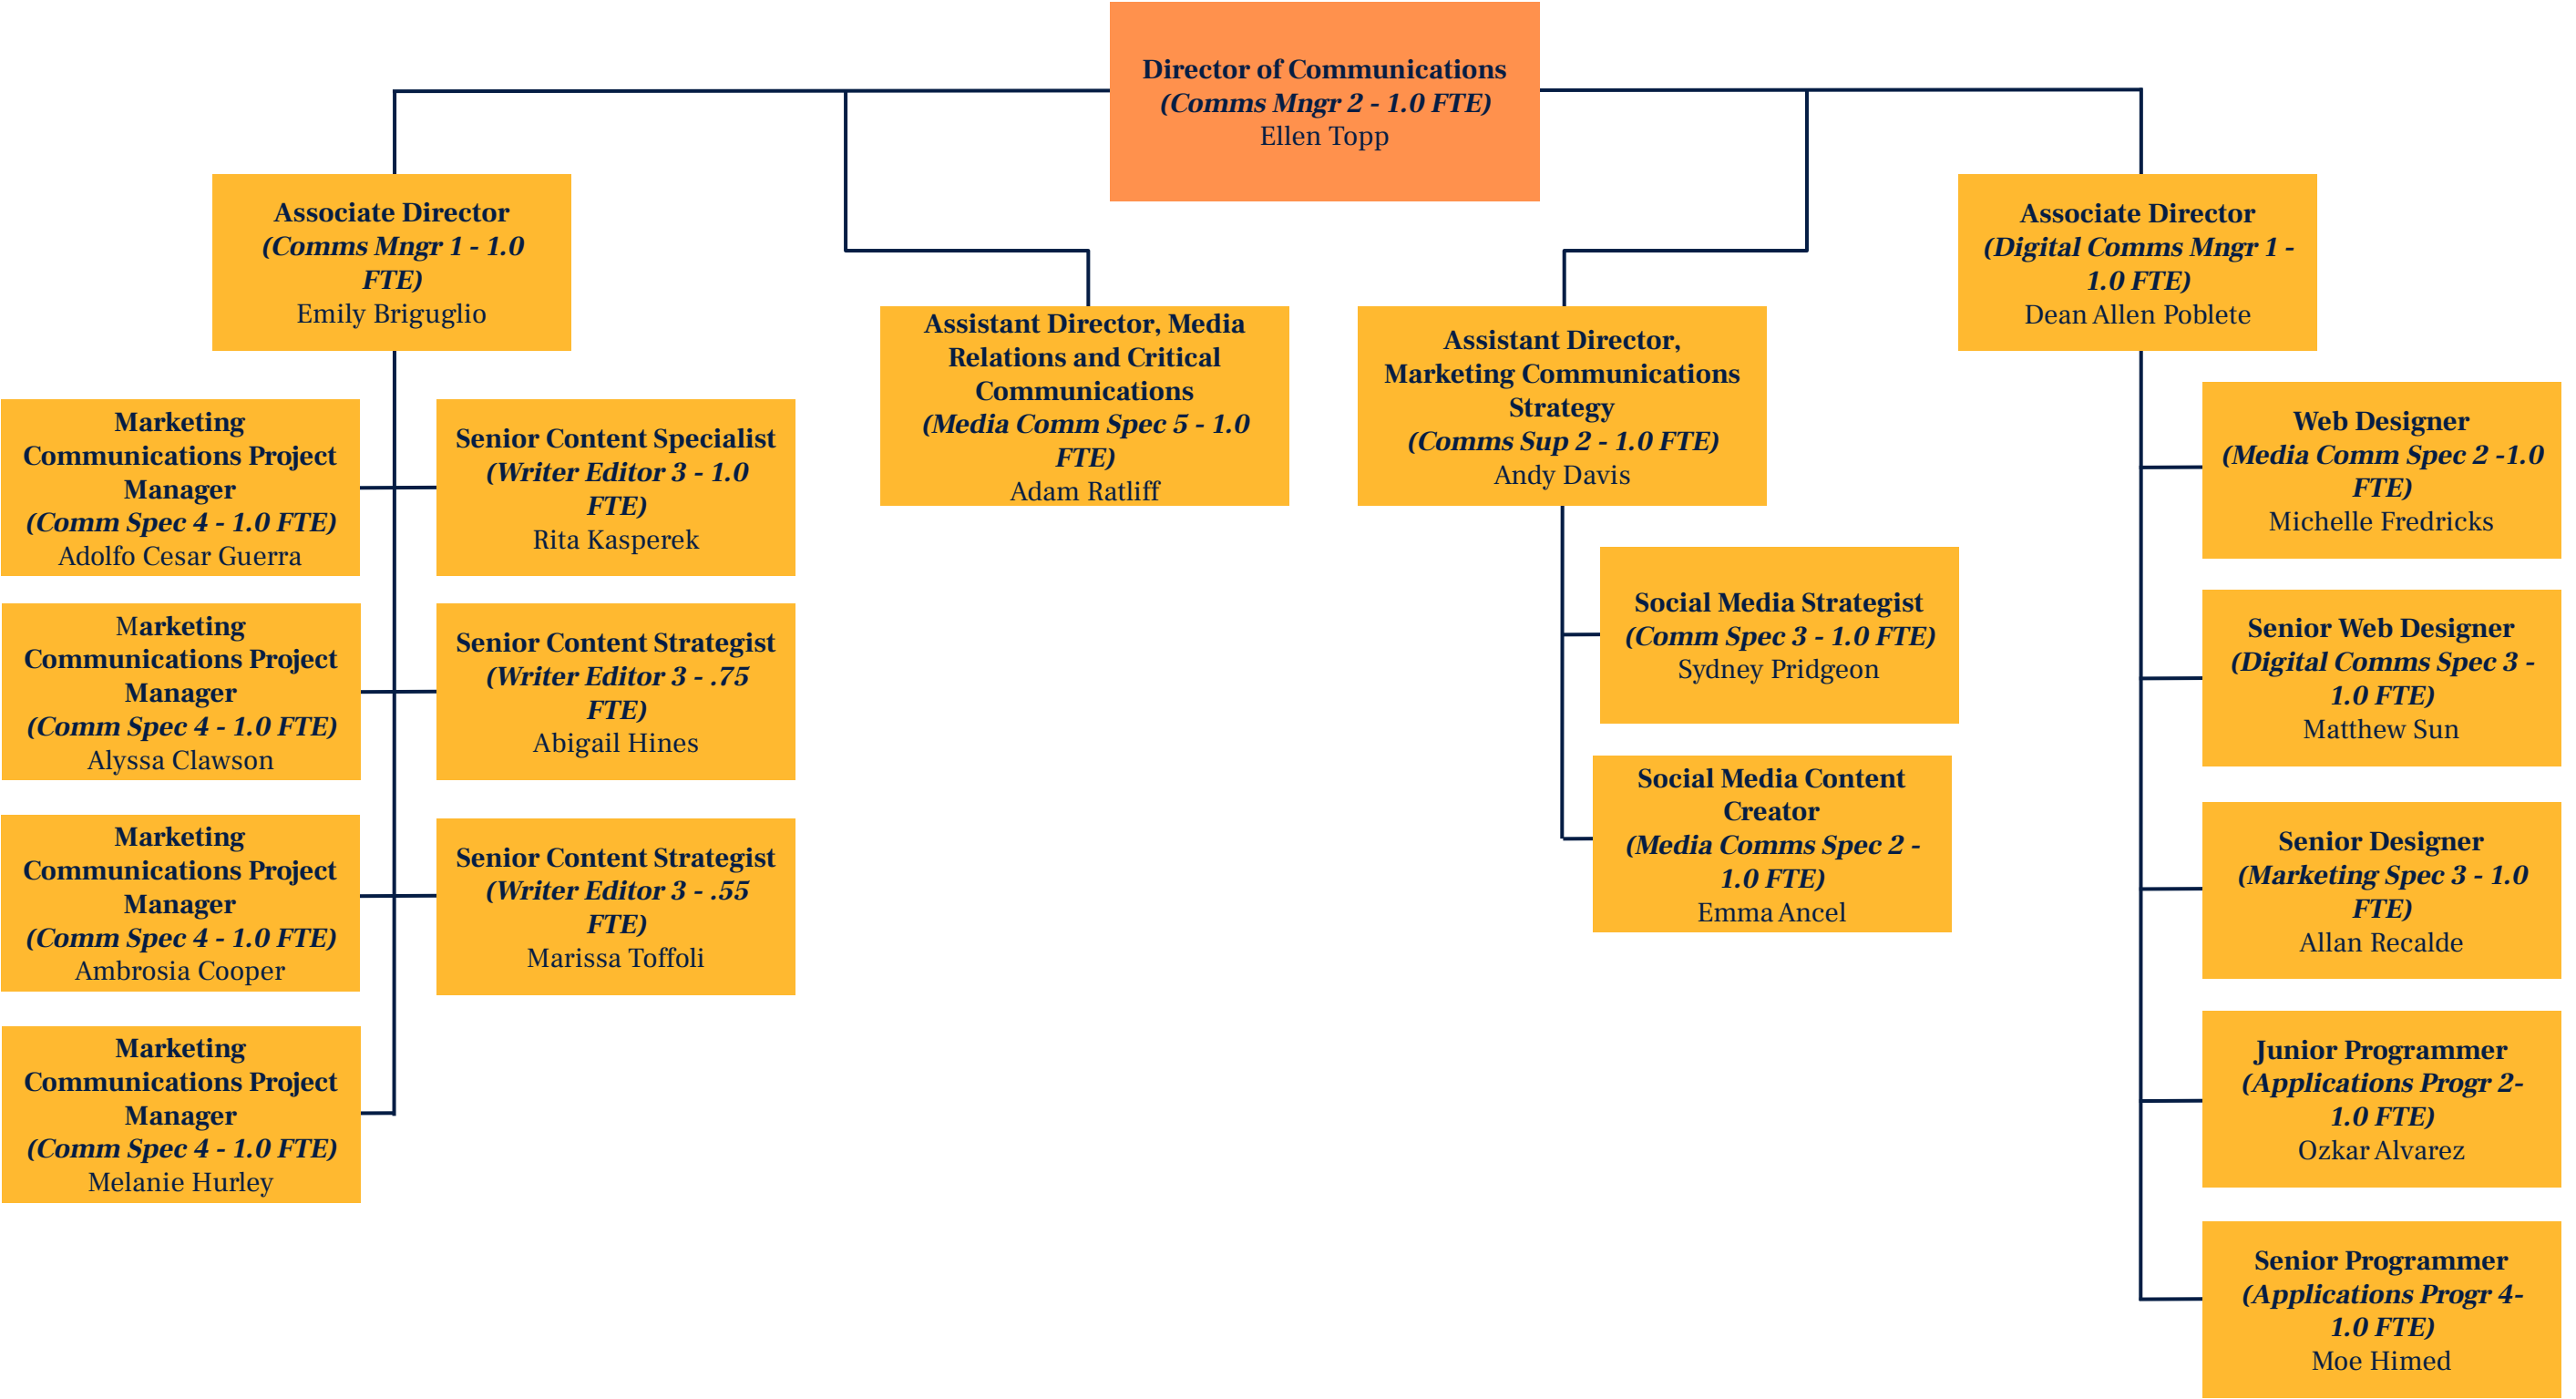 Director of Communications
(Comms Mngr 2 - 1.0 FTE)
Ellen Topp
Associate Director
(Comms Mngr 1 - 1.0
FTE)
Emily Briguglio
Marketing
Communications Project
Manager
(Comm Spec 4 - 1.0 FTE)
Adolfo Cesar Guerra
Senior Content Specialist
(Writer Editor 3 - 1.0
FTE)
Rita Kasperek
Marketing
Communications Project
Manager
(Comm Spec 4 - 1.0 FTE)
Alyssa Clawson
Senior Content Strategist
(Writer Editor 3 - .75
FTE)
Abigail Hines
Marketing
Communications Project
Manager
(Comm Spec 4 - 1.0 FTE)
Ambrosia Cooper
Senior Content Strategist
(Writer Editor 3 - .55
FTE)
Marissa Toffoli
Marketing
Communications Project
Manager
(Comm Spec 4 - 1.0 FTE)
Melanie Hurley
Assistant Director, Media
Relations and Critical
Communications
(Media Comm Spec 5 - 1.0
FTE)
Adam Ratliff
Assistant Director,
Marketing Communications
Strategy
(Comms Sup 2 - 1.0 FTE)
Andy Davis
Social Media Strategist
(Comm Spec 3 - 1.0 FTE)
Sydney Pridgeon
Social Media Content
Creator
(Media Comms Spec 2 -
1.0 FTE)
Emma Ancel
Associate Director
(Digital Comms Mngr 1 -
1.0 FTE)
Dean Allen Poblete
Web Designer
(Media Comm Spec 2 -1.0
FTE)
Michelle Fredricks
Senior Web Designer
(Digital Comms Spec 3 -
1.0 FTE)
Matthew Sun
Senior Designer
(Marketing Spec 3 - 1.0
FTE)
Allan Recalde
Junior Programmer
(Applications Progr 2-
1.0 FTE)
Ozkar Alvarez
Senior Programmer
(Applications Progr 4-
1.0 FTE)
Moe Himed